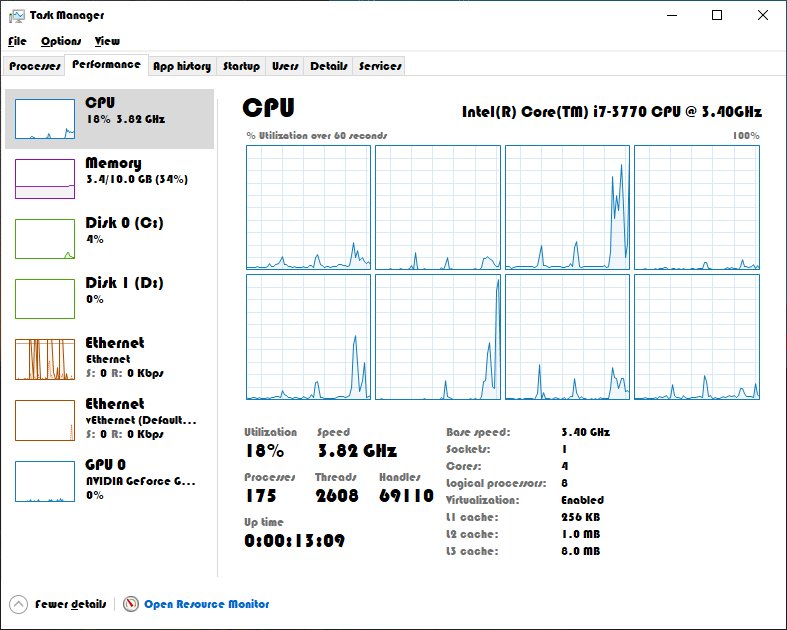 Task Manager
File Options View
Processes Performance App history Startup Users Details Services
CPU
18% 3.82 GHz
Memory
3.4/10.0 GB (34%)
Disk 0 (C:)
4%
Disk 1 (D:)
0%
Ethernet
Ethernet
S: 0 R: 0 Kbps
Ethernet
vEthernet (Default...
S: 0 R: 0 Kbps
GPU 0
NVIDIA GeForce G...
0%
CPU
Intel(R) Core(TM) i7-3770 CPU @ 3.40GHz
% Utilization over 60 seconds 100%
Utilization Speed
18% 3.82 GHz
Processes Threads Handles
175 2608 69110
Up time
0:00:13:09
Base speed: 3.40 GHz
Sockets: 1
Cores: 4
Logical processors: 8
Virtualization: Enabled
L1 cache: 256 KB
L2 cache: 1.0 MB
L3 cache: 8.0 MB
Fewer details Open Resource Monitor